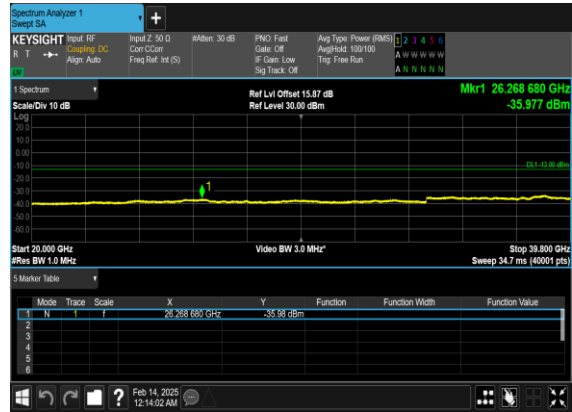 Spectrum Analyzer 1
Swept SA
+
KEYSIGHT Input: RF Input Z: 50 Ω #Atten: 30 dB PNO: Fast Avg Type: Power (RMS) 1 2 3 4 5 6
R T Coupling: DC Corr CCorr Gate: Off Avg|Hold: 100/100 A W W W W W
Align: Auto Freq Ref: Int (S) IF Gain: Low Trig: Free Run A N N N N N
Sig Track: Off
1 Spectrum Ref Lvl Offset 15.87 dB Mkr1 26.268 680 GHz
Scale/Div 10 dB Ref Level 30.00 dBm -35.977 dBm
Log
20.0
10.0
0.00
-10.0
DL1 -13.00 dBm
-20.0
-30.0
1
-40.0
-50.0
-60.0
Start 20.000 GHz Video BW 3.0 MHz* Stop 39.800 GHz
#Res BW 1.0 MHz Sweep 34.7 ms (40001 pts)
5 Marker Table
Mode Trace Scale X Y Function Function Width Function Value
1 N 1 f 26.268 680 GHz -35.98 dBm
2
3
4
5
6
? Feb 14, 2025
12:14:02 AM